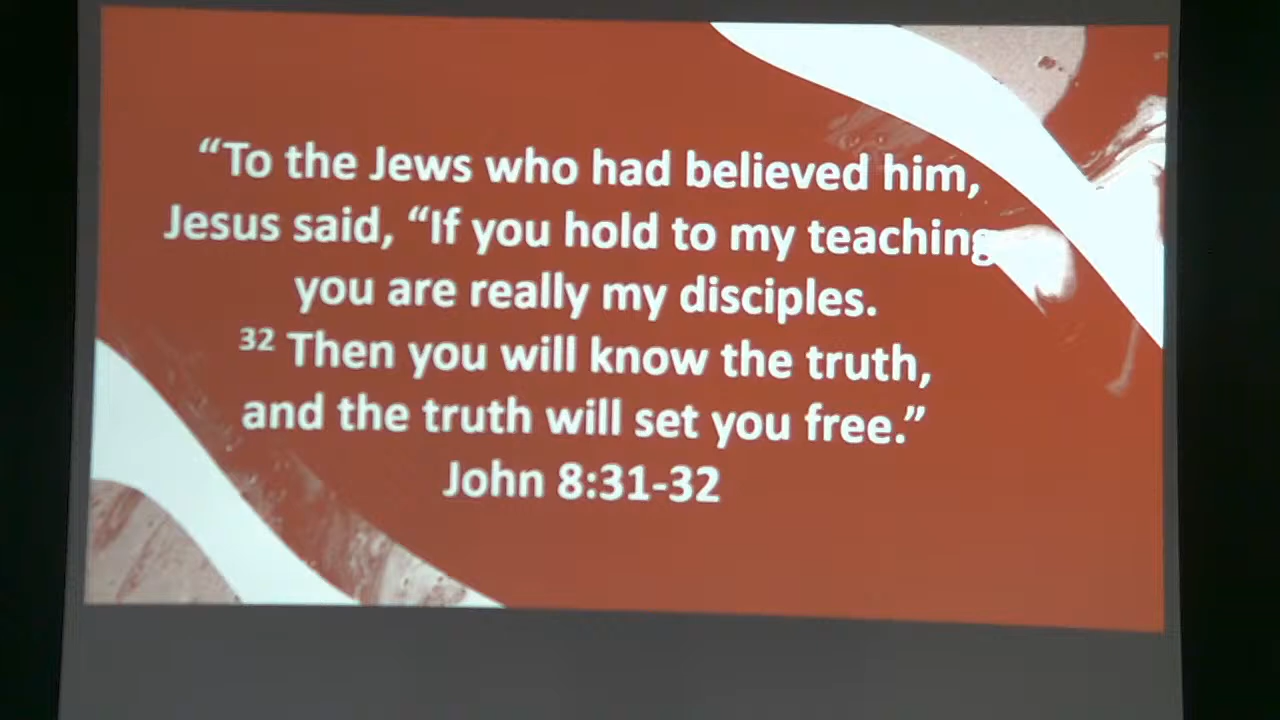 “To the Jews who had believed him,
Jesus said, “If you hold to my teaching
you are really my disciples.
32 Then you will know the truth,
and the truth will set you free.”
John 8:31-32